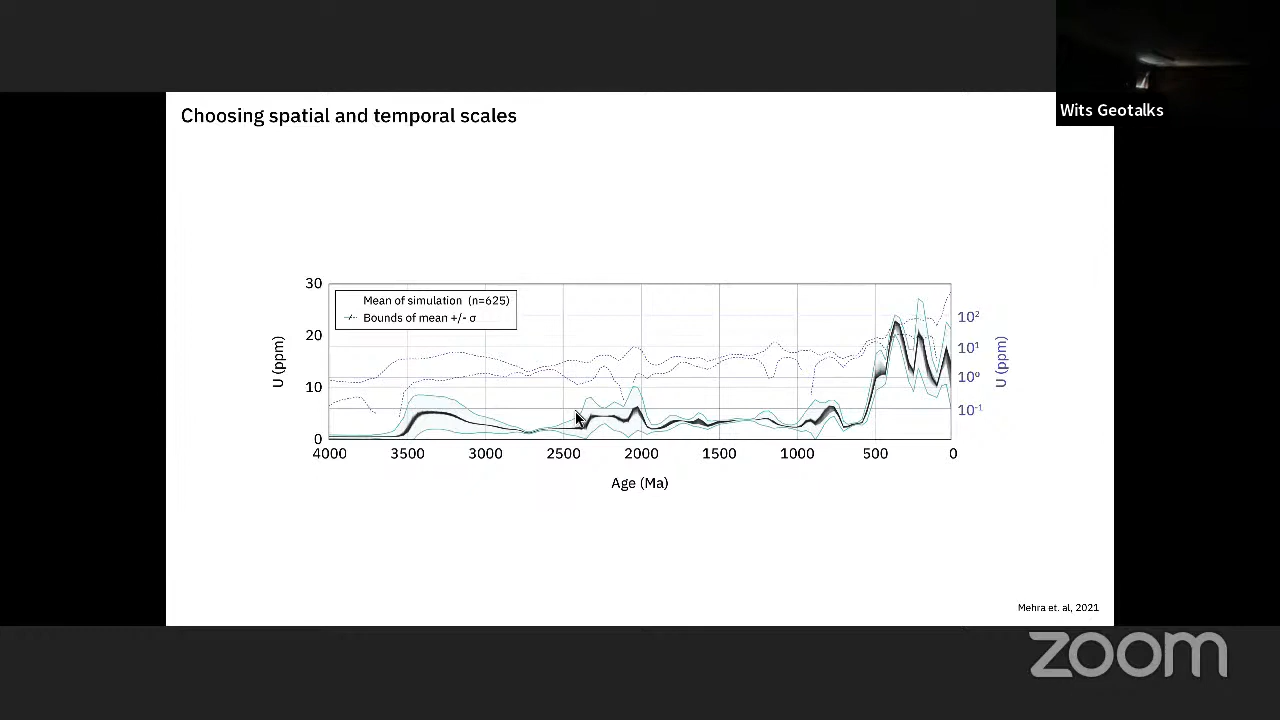 Wits Geotalks
Choosing spatial and temporal scales
30
20
10
0
U (ppm)
Mean of simulation (n=625)
Bounds of mean +/- σ
10²
10¹
10⁰
10⁻¹
U (ppm)
4000 3500 3000 2500 2000 1500 1000 500 0
Age (Ma)
Mehra et. al, 2021
zoom